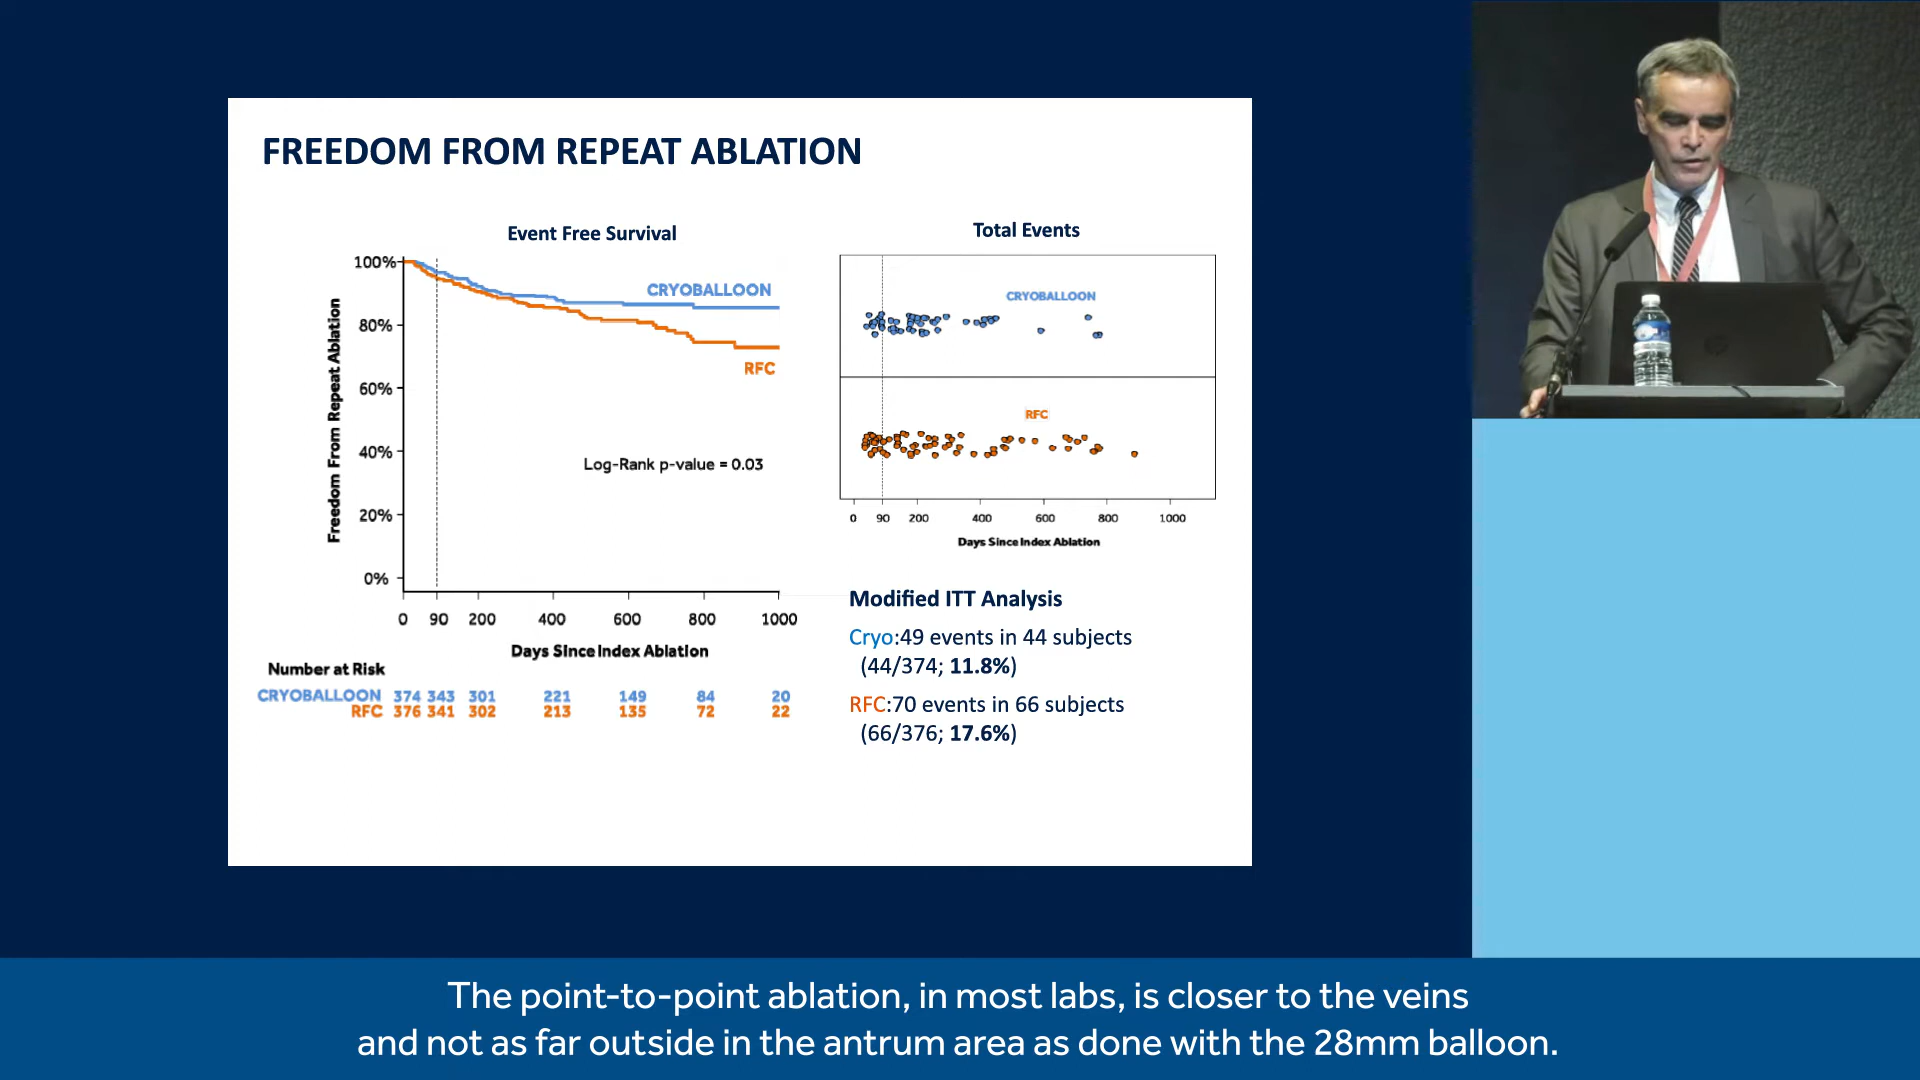 FREEDOM FROM REPEAT ABLATION
Event Free Survival
100%
80%
60%
40%
20%
0%
Freedom From Repeat Ablation
CRYOBALLOON
RFC
Log-Rank p-value = 0.03
0 90 200 400 600 800 1000
Days Since Index Ablation
Number at Risk
CRYOBALLOON 374 343 301 221 149 84 20
RFC 376 341 302 213 135 72 22
Total Events
CRYOBALLOON
RFC
0 90 200 400 600 800 1000
Days Since Index Ablation
Modified ITT Analysis
Cryo:49 events in 44 subjects
(44/374; 11.8%)
RFC:70 events in 66 subjects
(66/376; 17.6%)
The point-to-point ablation, in most labs, is closer to the veins
and not as far outside in the antrum area as done with the 28mm balloon.